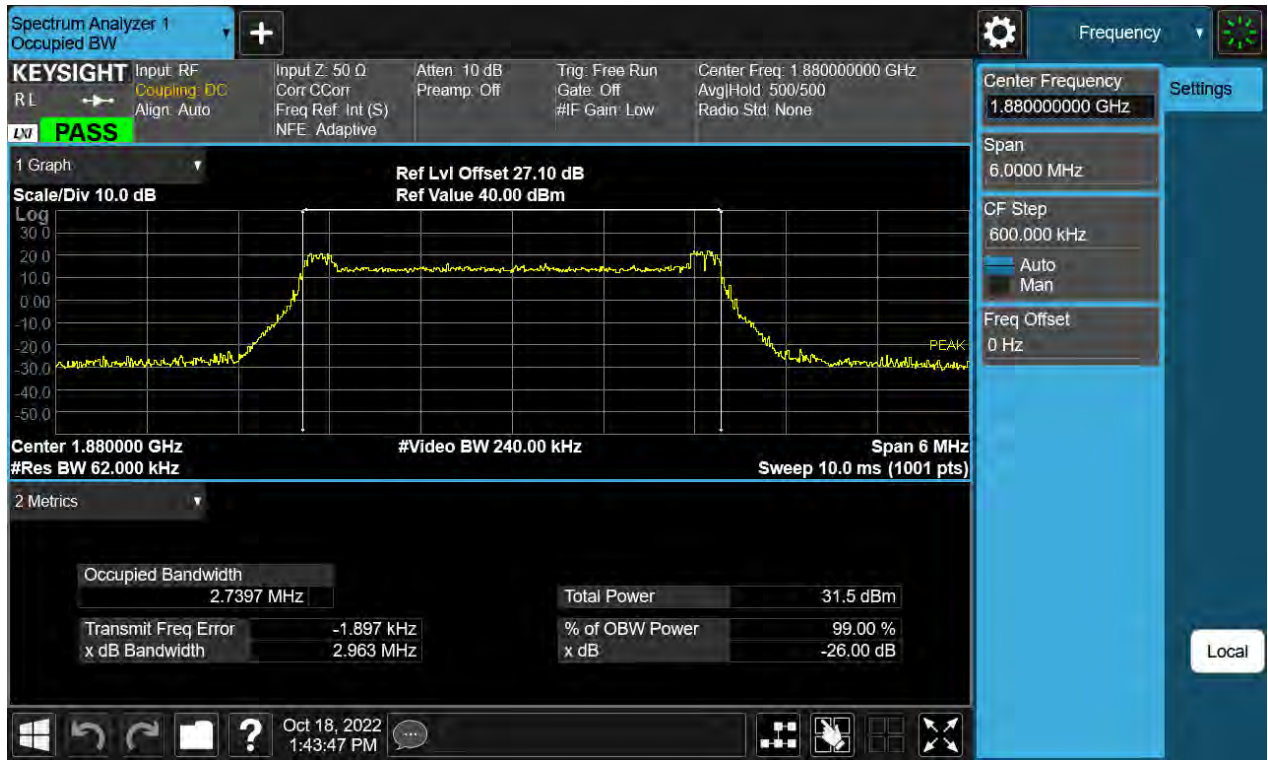 Spectrum Analyzer 1
Occupied BW
+
Frequency
KEYSIGHT
RL
LXI
PASS
Input: RF
Coupling: DC
Align: Auto
Input Z: 50 Ω
Corr CCorr
Freq Ref: Int (S)
NFE: Adaptive
Atten: 10 dB
Preamp: Off
Trig: Free Run
Gate: Off
#IF Gain: Low
Center Freq: 1.880000000 GHz
Avg|Hold: 500/500
Radio Std: None
Center Frequency
1.880000000 GHz
Settings
Span
6.0000 MHz
CF Step
600.000 kHz
Auto
Man
Freq Offset
0 Hz
1 Graph
Scale/Div 10.0 dB
Ref Lvl Offset 27.10 dB
Ref Value 40.00 dBm
Log
30.0
20.0
10.0
0.00
-10.0
-20.0
-30.0
-40.0
-50.0
PEAK
Center 1.880000 GHz
#Video BW 240.00 kHz
Span 6 MHz
#Res BW 62.000 kHz
Sweep 10.0 ms (1001 pts)
2 Metrics
Occupied Bandwidth
2.7397 MHz
Transmit Freq Error -1.897 kHz
x dB Bandwidth 2.963 MHz
Total Power 31.5 dBm
% of OBW Power 99.00 %
x dB -26.00 dB
Local
?
Oct 18, 2022
1:43:47 PM